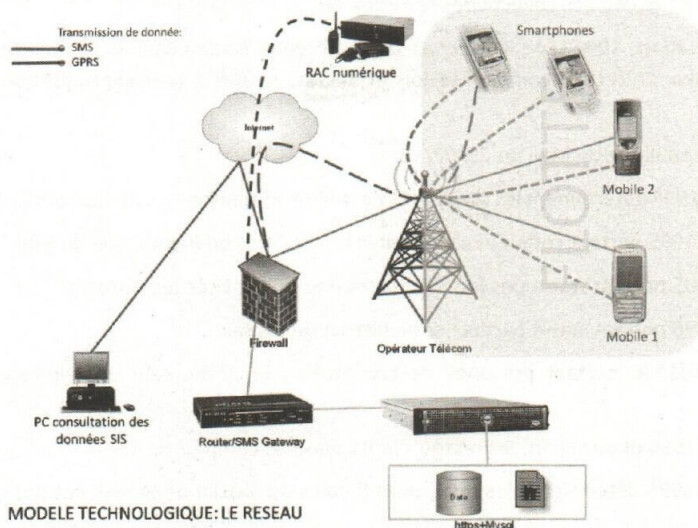 Transmission de donnée:
SMS
GPRS
RAC numérique
Smartphones
Internet
Mobile 2
Mobile 1
Firewall
Opérateur Télécom
PC consultation des
données SIS
Router/SMS Gateway
Data
https+Mysql
MODELE TECHNOLOGIQUE: LE RESEAU